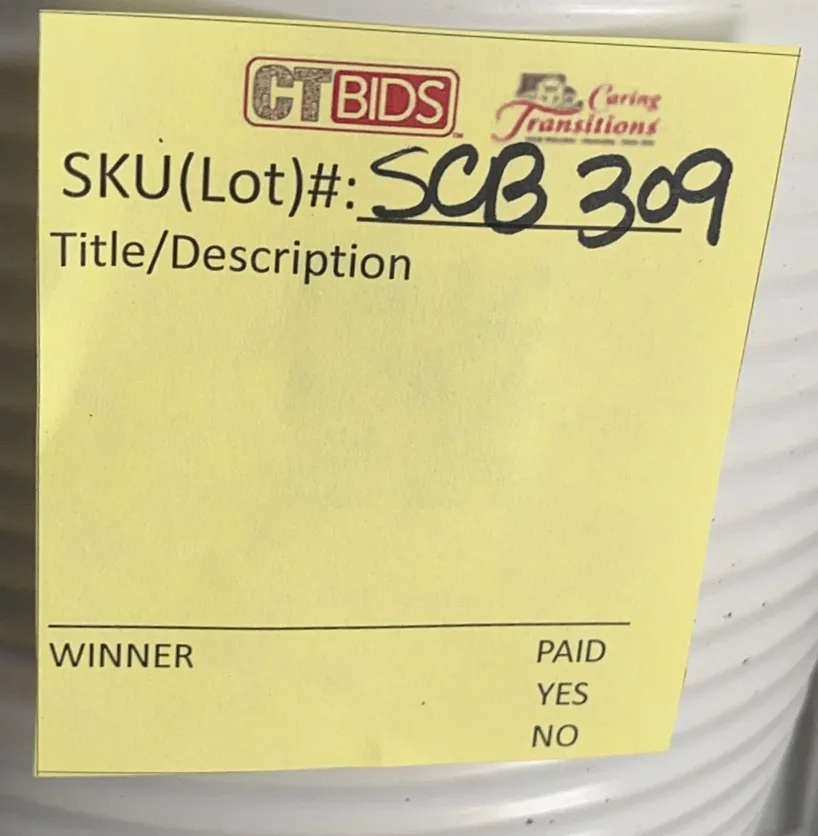 CTBIDS
Caring
Transitions
SKU(Lot)#: SCB 309
Title/Description
WINNER PAID
YES
NO